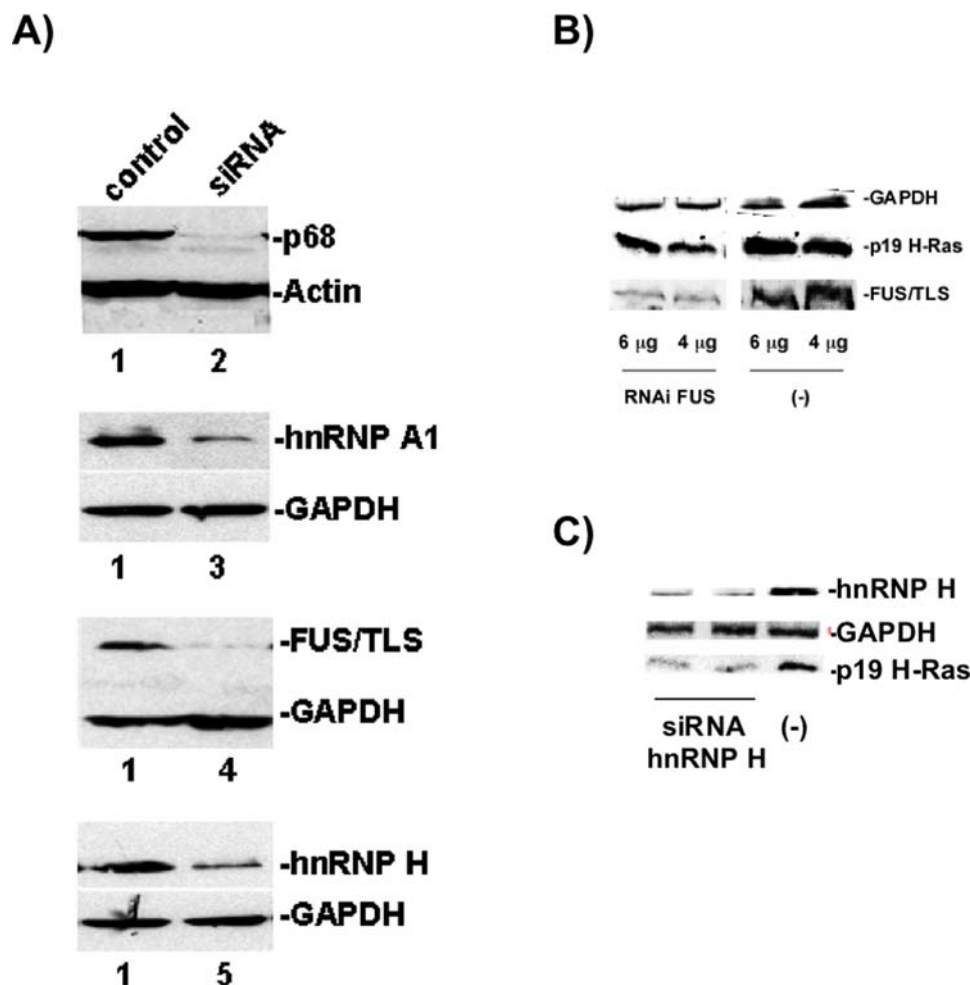 A)
control siRNA
-p68
-Actin
1 2
-hnRNP A1
-GAPDH
1 3
-FUS/TLS
-GAPDH
1 4
-hnRNP H
-GAPDH
1 5
B)
-GAPDH
-p19 H-Ras
-FUS/TLS
6 µg 4 µg 6 µg 4 µg
RNAi FUS (-)
C)
-hnRNP H
-GAPDH
-p19 H-Ras
siRNA (-)
hnRNP H